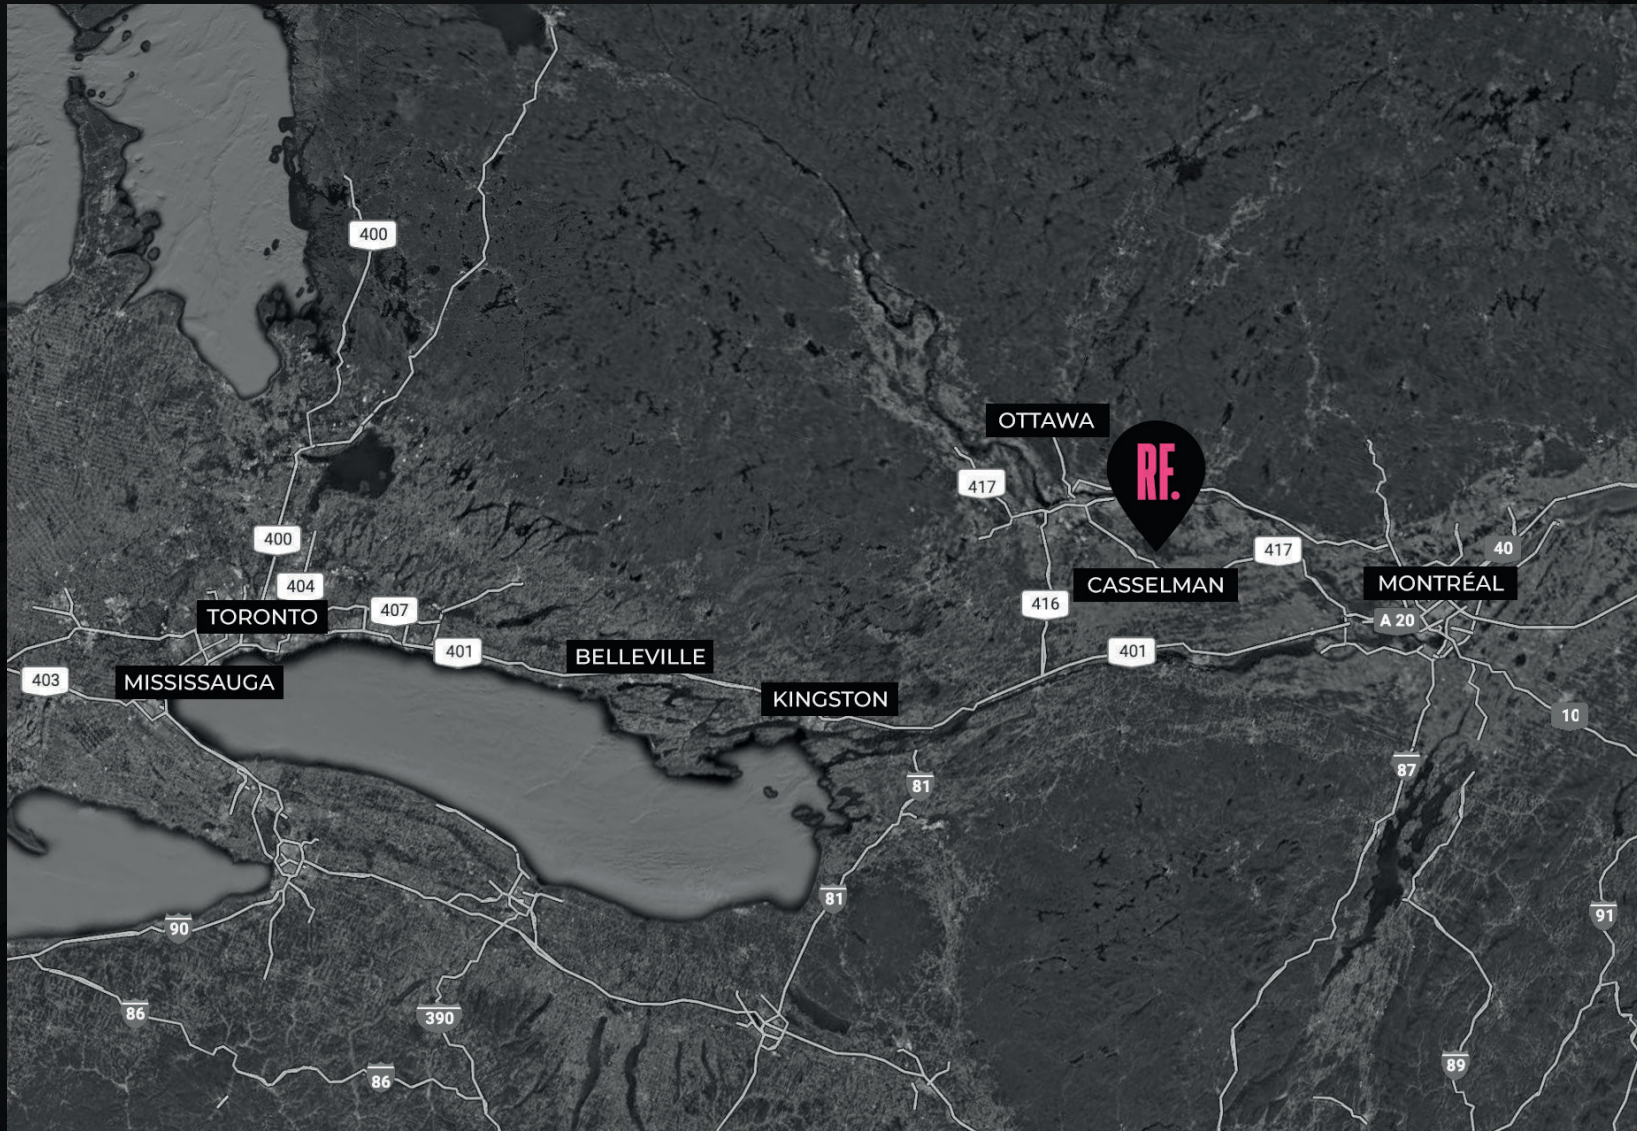 400
OTTAWA
RF.
417
400
417
40
404
CASSELMAN
MONTRÉAL
416
407
TORONTO
A 20
401
401
BELLEVILLE
403
MISSISSAUGA
KINGSTON
10
87
81
81
90
91
86
390
89
86